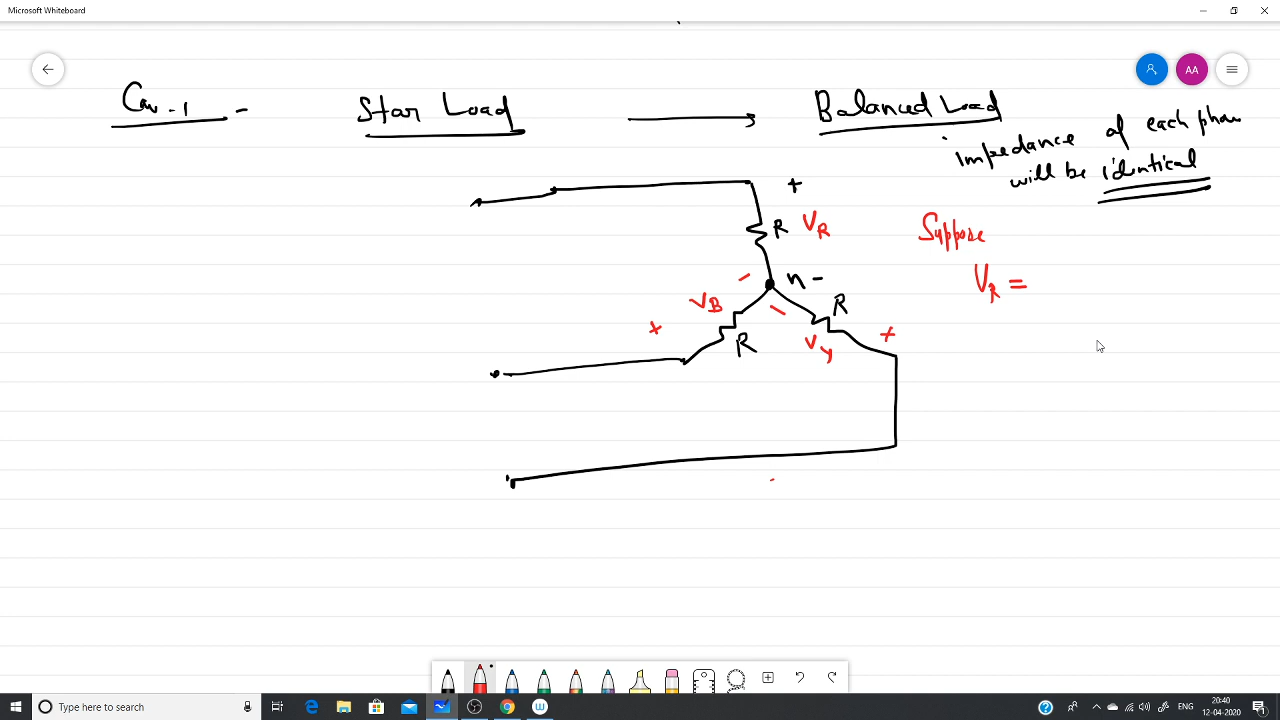 Microsoft Whiteboard
AA
Case-1 - Star Load Balanced Load
impedance of each phase
will be identical
+
R VR
Suppose
VR =
- n -
VB - R
+ R Vy +
Type here to search
ENG
20:40
12-04-2020